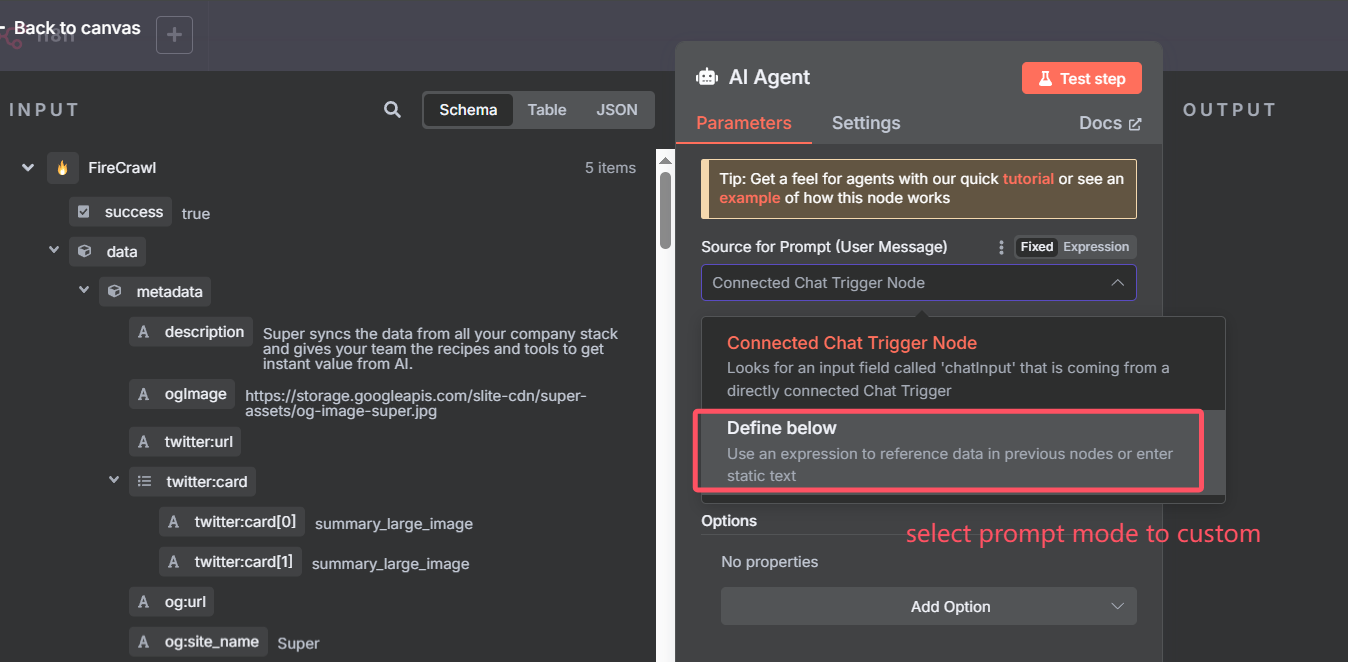 Back to canvas
n8n
INPUT
Schema
Table
JSON
FireCrawl
5 items
success
true
data
metadata
description
Super syncs the data from all your company stack
and gives your team the recipes and tools to get
instant value from AI.
ogImage
https://storage.googleapis.com/slite-cdn/super-
assets/og-image-super.jpg
twitter:url
twitter:card
twitter:card[0]
summary_large_image
twitter:card[1]
summary_large_image
og:url
og:site_name
Super
AI Agent
Test step
Parameters
Settings
Docs
Tip: Get a feel for agents with our quick tutorial or see an
example of how this node works
Source for Prompt (User Message)
Fixed
Expression
Connected Chat Trigger Node
Connected Chat Trigger Node
Looks for an input field called 'chatInput' that is coming from a
directly connected Chat Trigger
Define below
Use an expression to reference data in previous nodes or enter
static text
Options
select prompt mode to custom
No properties
Add Option
OUTPUT